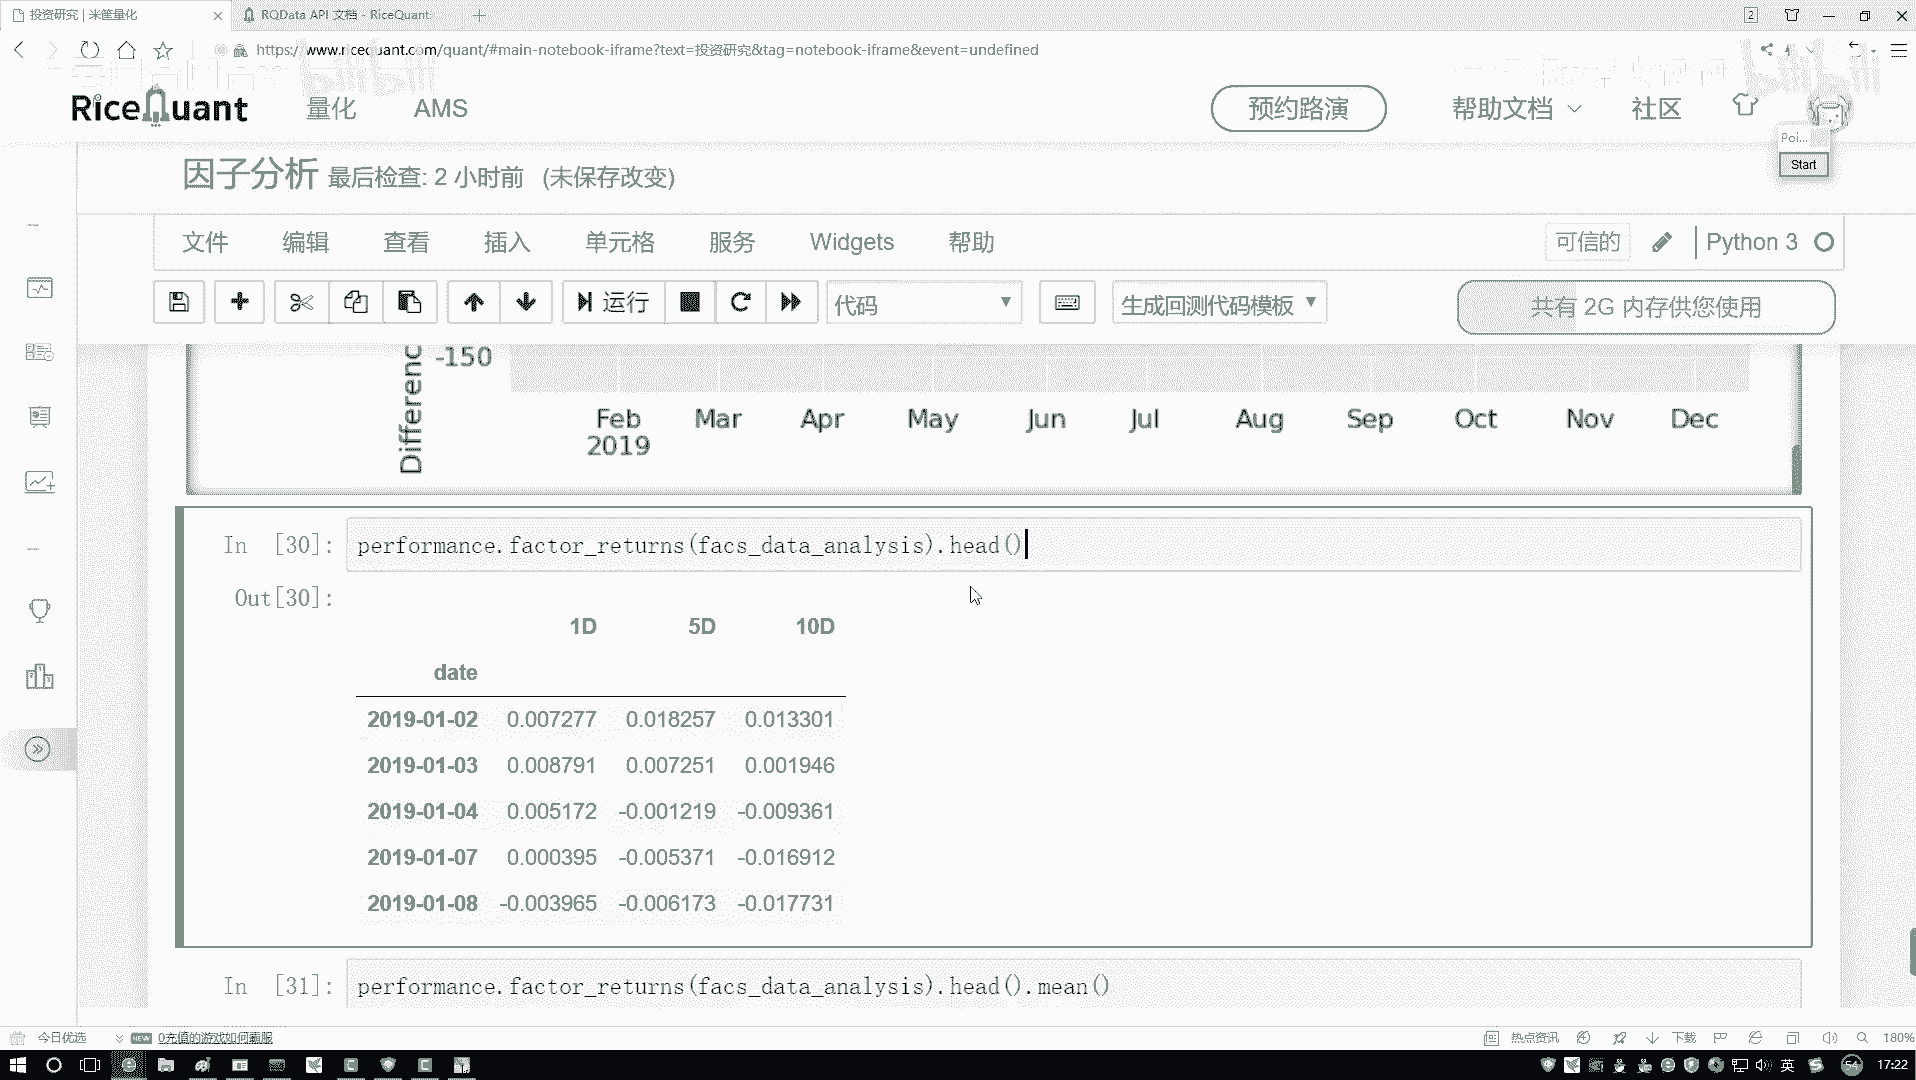 投资研究 | 米筐量化
RQData API 文档 - RiceQuant
2
https://www.ricequant.com/quant/#main-notebook-iframe?text=投资研究&tag=notebook-iframe&event=undefined
bilibili
bilibili
RiceQuant 量化 AMS 预约路演 帮助文档 社区
Poi...
Start
因子分析 最后检查: 2 小时前 (未保存改变)
文件 编辑 查看 插入 单元格 服务 Widgets 帮助 可信的 Python 3
运行 代码 生成回测代码模板 共有 2G 内存供您使用
Differenc
-150
Feb Mar Apr May Jun Jul Aug Sep Oct Nov Dec
2019
In [30]: performance.factor_returns(facs_data_analysis).head()
Out[30]:
1D 5D 10D
date
2019-01-02 0.007277 0.018257 0.013301
2019-01-03 0.008791 0.007251 0.001946
2019-01-04 0.005172 -0.001219 -0.009361
2019-01-07 0.000395 -0.005371 -0.016912
2019-01-08 -0.003965 -0.006173 -0.017731
In [31]: performance.factor_returns(facs_data_analysis).head().mean()
今日优选 NEW 0充值的游戏如何霸服 热点资讯 下载 180%
英 54 17:22